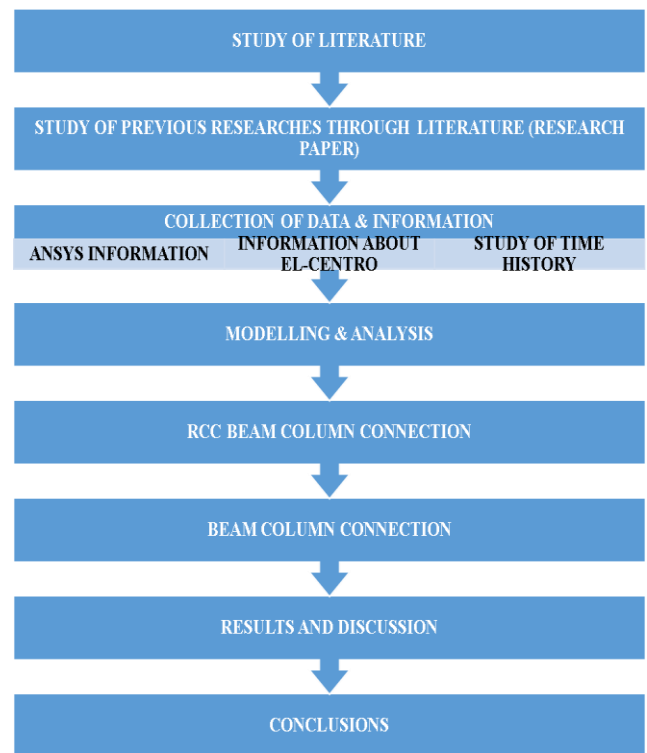 STUDY OF LITERATURE
STUDY OF PREVIOUS RESEARCHES THROUGH LITERATURE (RESEARCH
PAPER)
COLLECTION OF DATA & INFORMATION
ANSYS INFORMATION
INFORMATION ABOUT
EL-CENTRO
STUDY OF TIME
HISTORY
MODELLING & ANALYSIS
RCC BEAM COLUMN CONNECTION
BEAM COLUMN CONNECTION
RESULTS AND DISCUSSION
CONCLUSIONS